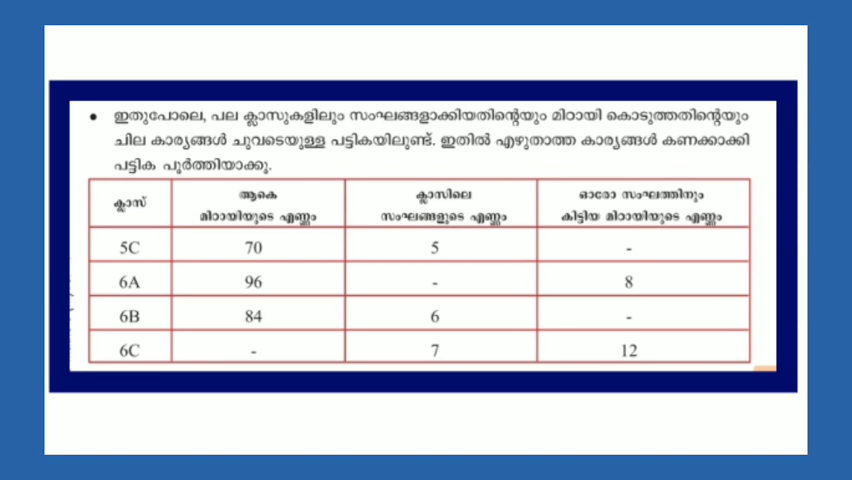 • ഇതുപോലെ, പല ക്ലാസുകളിലും സംഘങ്ങളാക്കിയതിന്റെയും മിഠായി കൊടുത്തതിന്റെയും
ചില കാര്യങ്ങൾ ചുവടെയുള്ള പട്ടികയിലുണ്ട്. ഇതിൽ എഴുതാത്ത കാര്യങ്ങൾ കണക്കാക്കി
പട്ടിക പൂർത്തിയാക്കൂ.
ക്ലാസ് ആകെ മിഠായിയുടെ എണ്ണം ക്ലാസിലെ സംഘങ്ങളുടെ എണ്ണം ഓരോ സംഘത്തിനും കിട്ടിയ മിഠായിയുടെ എണ്ണം
5C 70 5 -
6A 96 - 8
6B 84 6 -
6C - 7 12